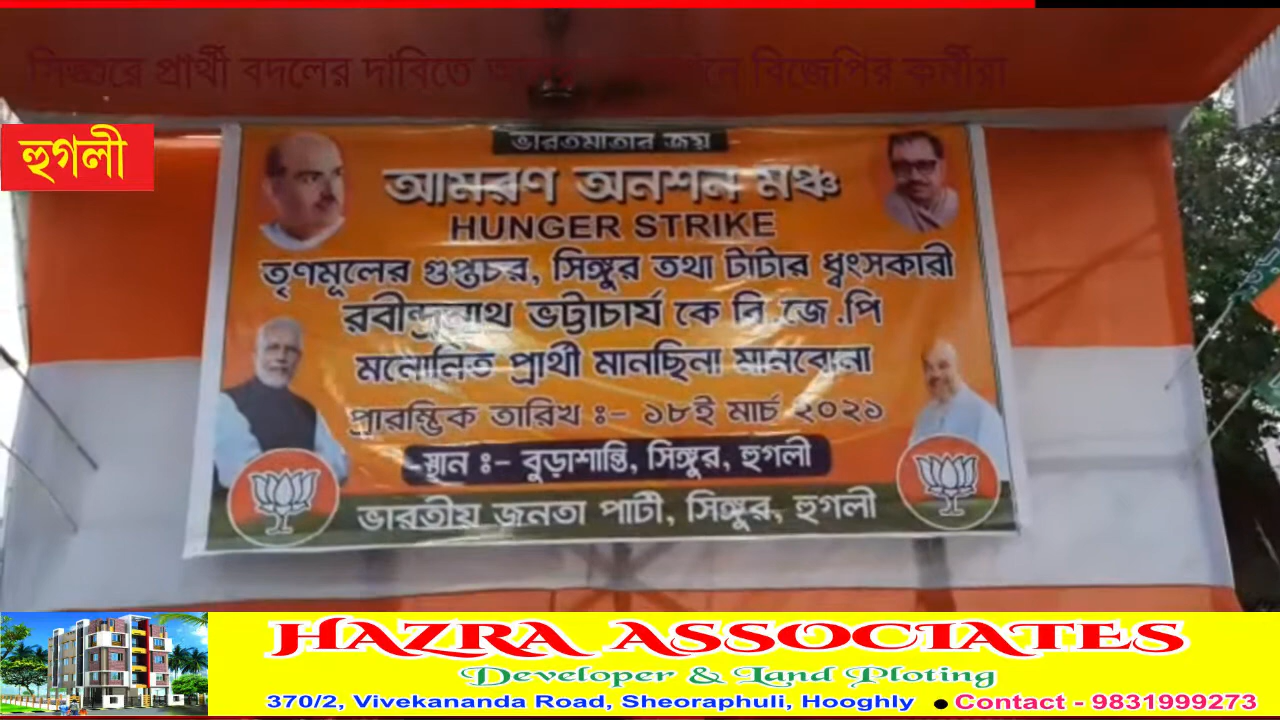 সিঙ্গুরে প্রার্থী বদলের দাবিতে বিজেপির কর্মীরা
হুগলী
ভারতমাতার জয়
আমরণ অনশন মঞ্চ
HUNGER STRIKE
তৃণমূলের গুপ্তচর, সিঙ্গুর তথা টাটার ধ্বংসকারী
রবীন্দ্রনাথ ভট্টাচার্য কে বি.জে.পি
মনোনিত প্রার্থী মানছিনা মানবোনা
প্রারম্ভিক তারিখ ঃ- ১৮ই মার্চ ২০২১
-স্থান ঃ- বুড়াশান্তি, সিঙ্গুর, হুগলী
ভারতীয় জনতা পার্টী, সিঙ্গুর, হুগলী
HAZRA ASSOCIATES
Developer & Land Ploting
370/2, Vivekananda Road, Sheoraphuli, Hooghly ● Contact - 9831999273